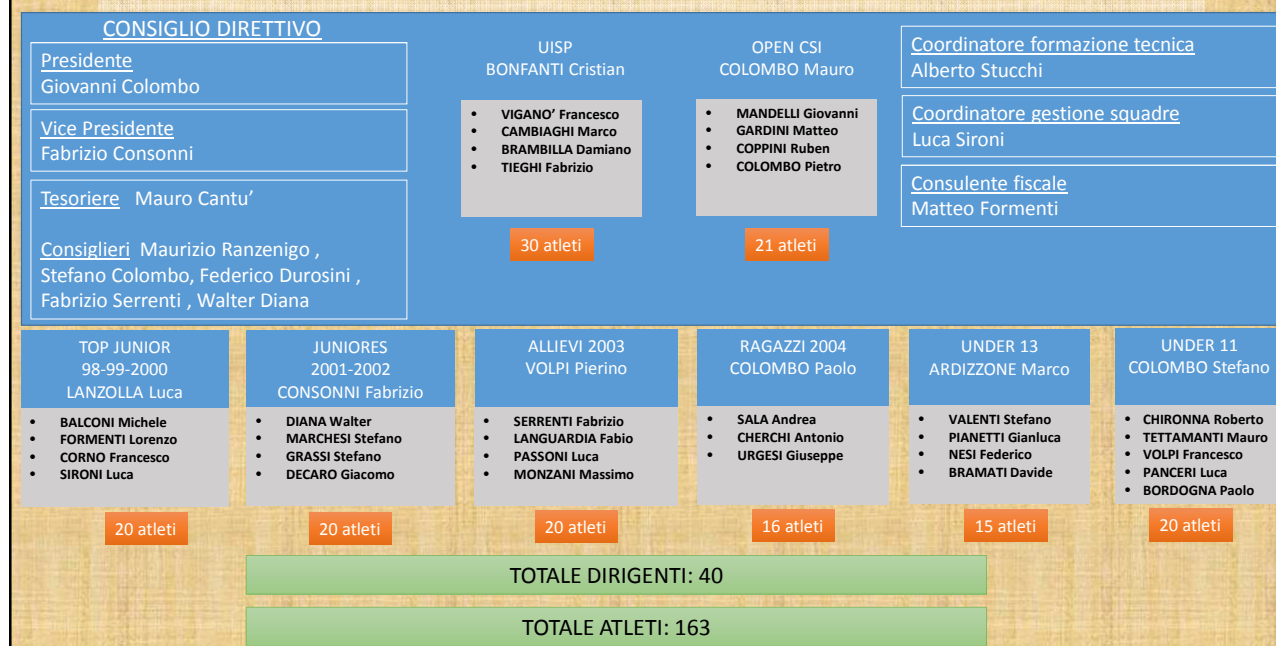 CONSIGLIO DIRETTIVO
Presidente
Giovanni Colombo
Vice Presidente
Fabrizio Consonni
Tesoriere Mauro Cantu’
Consiglieri Maurizio Ranzenigo ,
Stefano Colombo, Federico Durosini ,
Fabrizio Serrenti , Walter Diana
UISP
BONFANTI Cristian
• VIGANO’ Francesco
• CAMBIAGHI Marco
• BRAMBILLA Damiano
• TIEGHI Fabrizio
30 atleti
OPEN CSI
COLOMBO Mauro
• MANDELLI Giovanni
• GARDINI Matteo
• COPPINI Ruben
• COLOMBO Pietro
21 atleti
Coordinatore formazione tecnica
Alberto Stucchi
Coordinatore gestione squadre
Luca Sironi
Consulente fiscale
Matteo Formenti
TOP JUNIOR
98-99-2000
LANZOLLA Luca
• BALCONI Michele
• FORMENTI Lorenzo
• CORNO Francesco
• SIRONI Luca
20 atleti
JUNIORES
2001-2002
CONSONNI Fabrizio
• DIANA Walter
• MARCHESI Stefano
• GRASSI Stefano
• DECARO Giacomo
20 atleti
ALLIEVI 2003
VOLPI Pierino
• SERRENTI Fabrizio
• LANGUARDIA Fabio
• PASSONI Luca
• MONZANI Massimo
20 atleti
RAGAZZI 2004
COLOMBO Paolo
• SALA Andrea
• CHERCHI Antonio
• URGESI Giuseppe
16 atleti
UNDER 13
ARDIZZONE Marco
• VALENTI Stefano
• PIANETTI Gianluca
• NESI Federico
• BRAMATI Davide
15 atleti
UNDER 11
COLOMBO Stefano
• CHIRONNA Roberto
• TETTAMANTI Mauro
• VOLPI Francesco
• PANCERI Luca
• BORDOGNA Paolo
20 atleti
TOTALE DIRIGENTI: 40
TOTALE ATLETI: 163